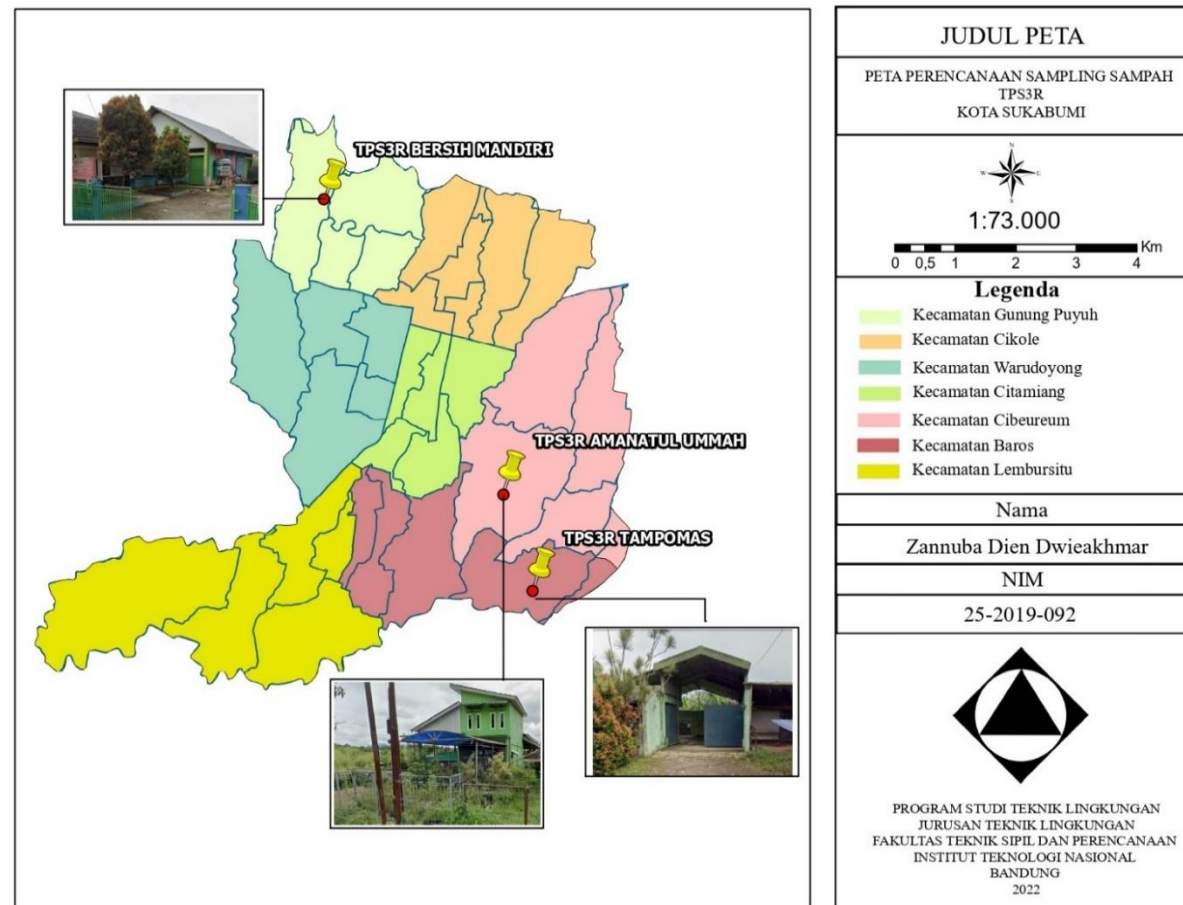 TPS3R BERSIH MANDIRI
TPS3R AMANATUL UMMAH
TPS3R TAMPOMAS
JUDUL PETA
PETA PERENCANAAN SAMPLING SAMPAH
TPS3R
KOTA SUKABUMI
N
W E
S
1:73.000
Km
0 0,5 1 2 3 4
Legenda
Kecamatan Gunung Puyuh
Kecamatan Cikole
Kecamatan Warudoyong
Kecamatan Citamiang
Kecamatan Cibeureum
Kecamatan Baros
Kecamatan Lembursitu
Nama
Zannuba Dien Dwieakhmar
NIM
25-2019-092
PROGRAM STUDI TEKNIK LINGKUNGAN
JURUSAN TEKNIK LINGKUNGAN
FAKULTAS TEKNIK SIPIL DAN PERENCANAAN
INSTITUT TEKNOLOGI NASIONAL
BANDUNG
2022